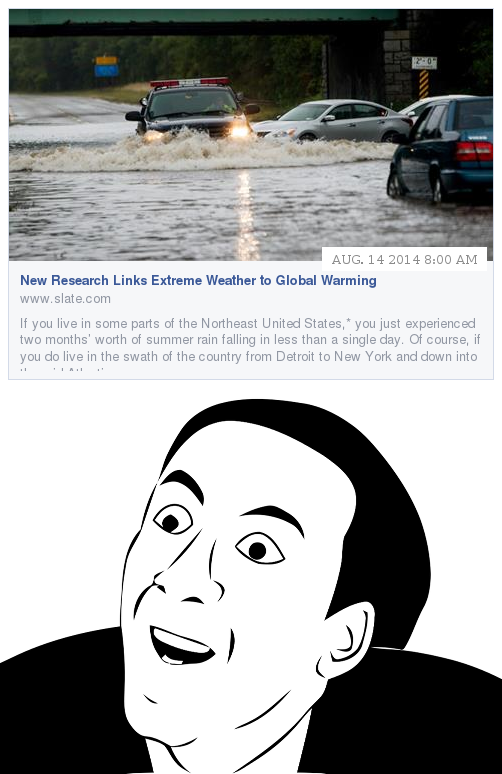 2'-0"
AUG. 14 2014 8:00 AM
New Research Links Extreme Weather to Global Warming
www.slate.com
If you live in some parts of the Northeast United States,* you just experienced
two months' worth of summer rain falling in less than a single day. Of course, if
you do live in the swath of the country from Detroit to New York and down into